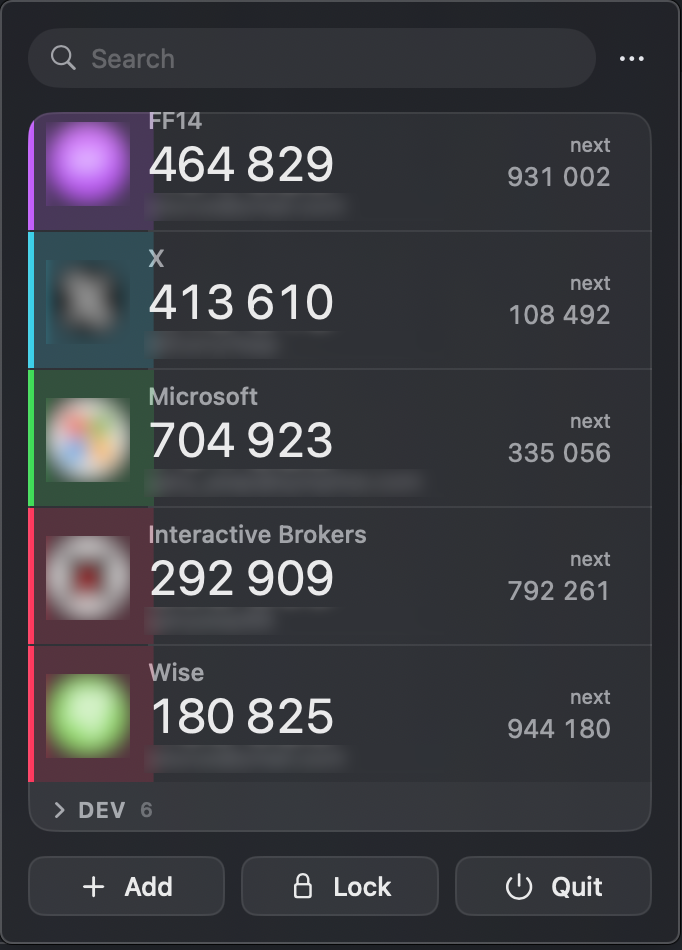 Search
FF14
464 829
next
931 002
X
413 610
next
108 492
Microsoft
704 923
next
335 056
Interactive Brokers
292 909
next
792 261
Wise
180 825
next
944 180
DEV 6
Add
Lock
Quit